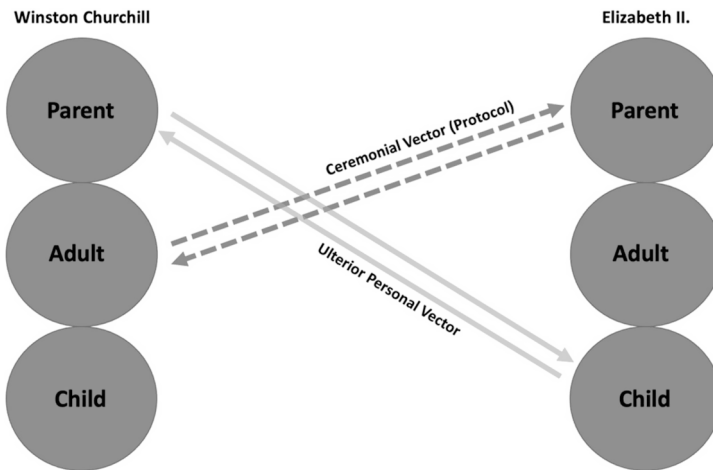 Winston Churchill
Elizabeth II.
Parent
Parent
Ceremonial Vector (Protocol)
Adult
Adult
Ulterior Personal Vector
Child
Child